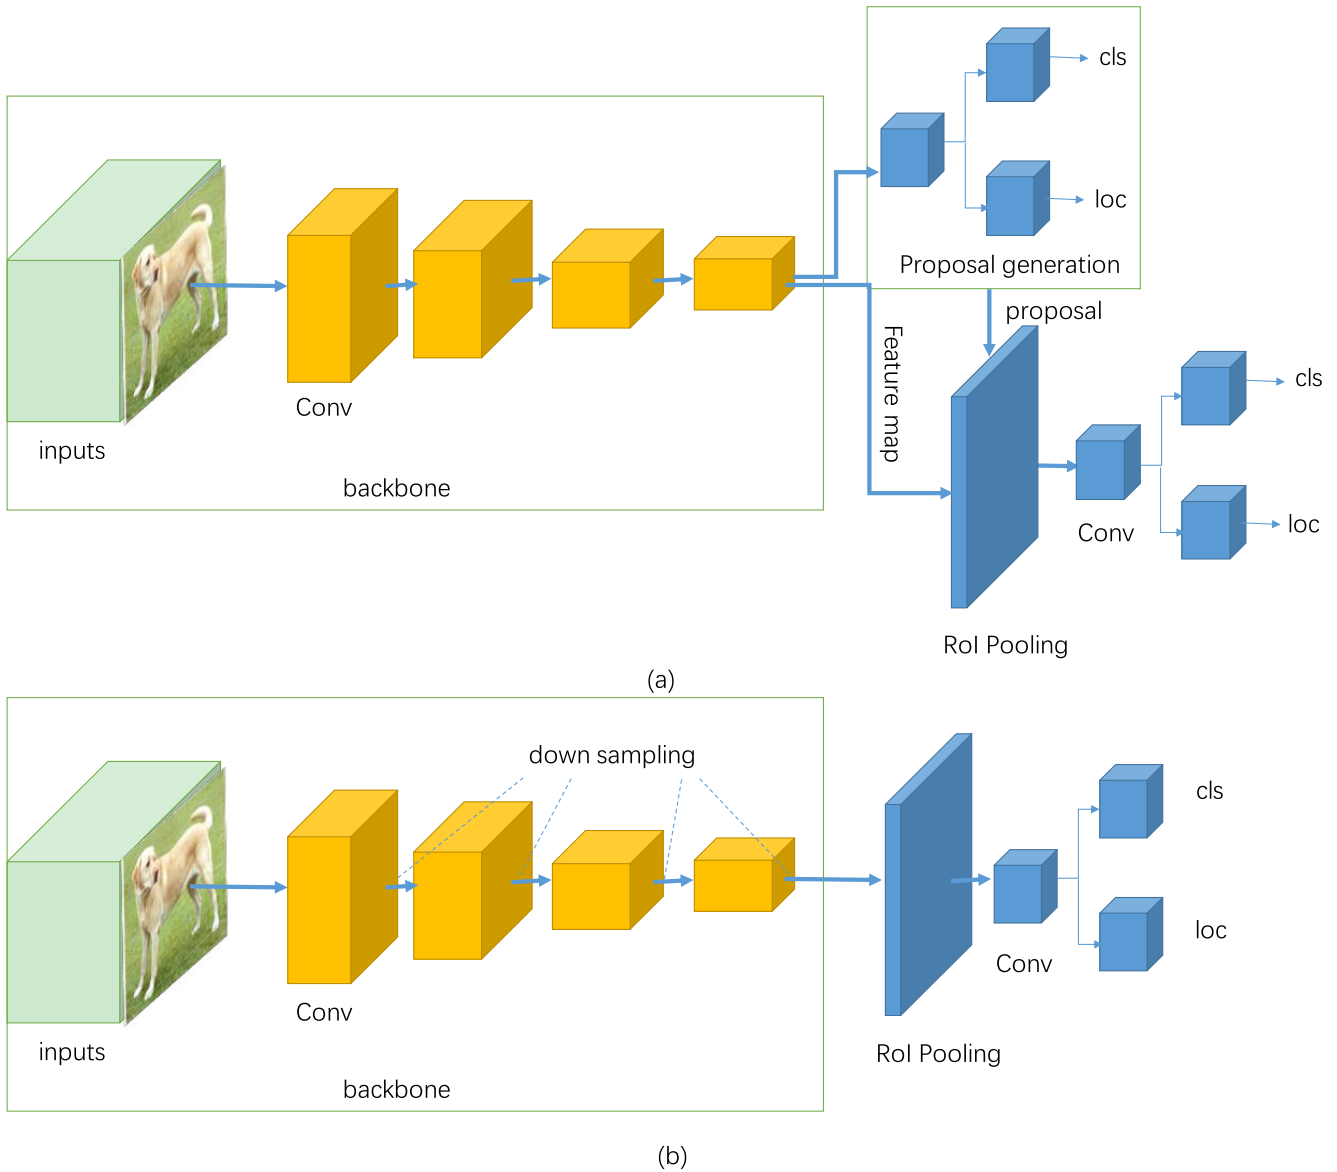 cls
loc
Proposal generation
proposal
Feature map
cls
Conv
inputs
backbone
Conv
loc
RoI Pooling
(a)
down sampling
cls
loc
Conv
Conv
inputs
RoI Pooling
backbone
(b)